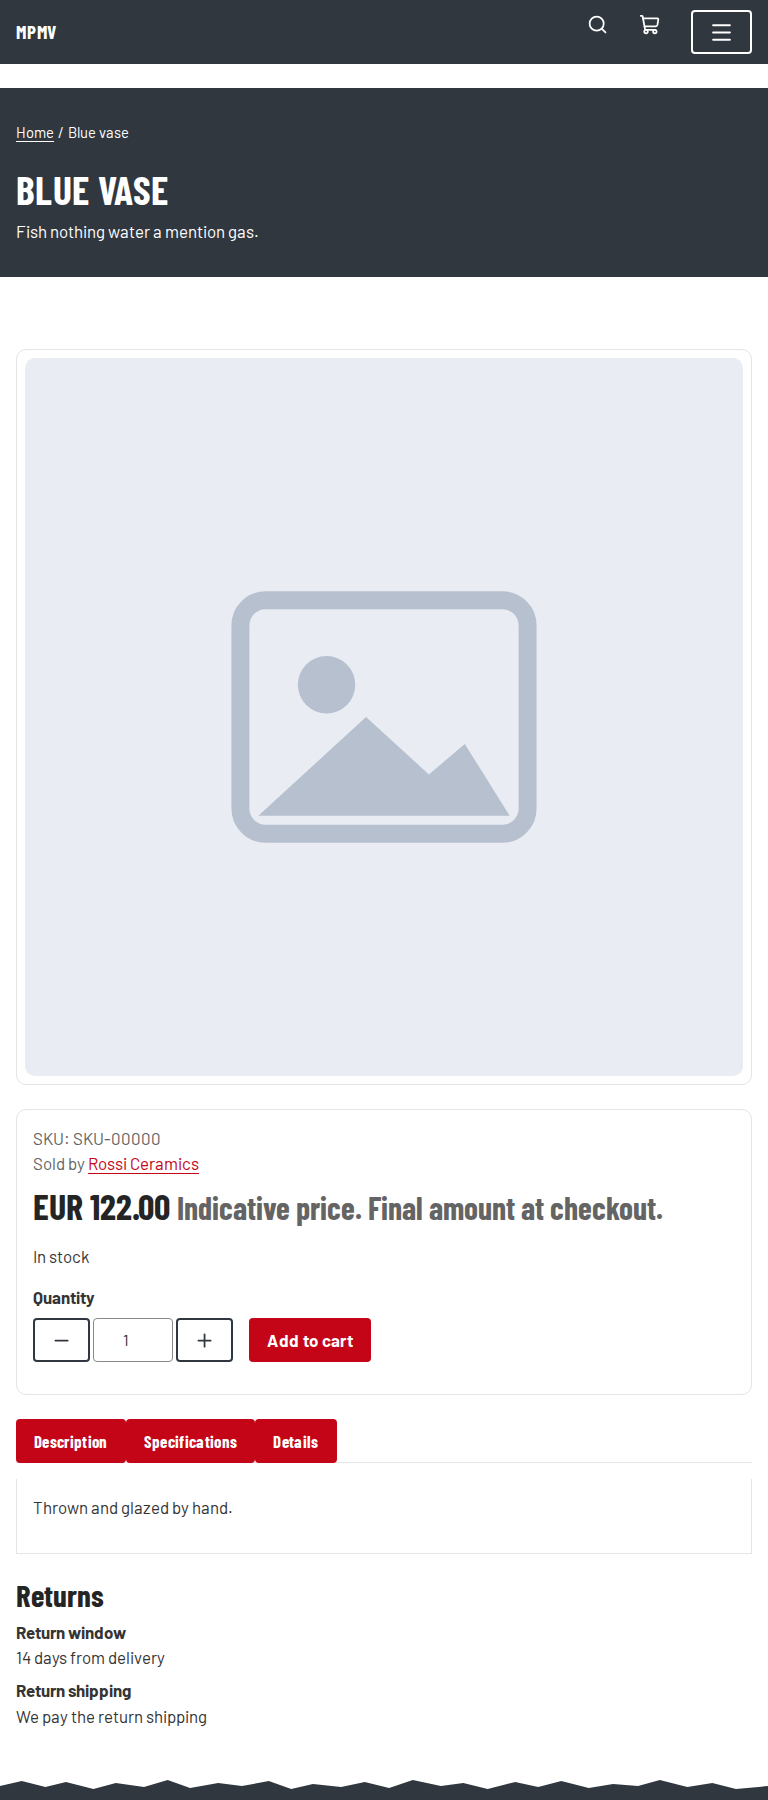 MPMV
Home / Blue vase
BLUE VASE
Fish nothing water a mention gas.
SKU: SKU-00000
Sold by Rossi Ceramics
EUR 122.00 Indicative price. Final amount at checkout.
In stock
Quantity
1 Add to cart
Description Specifications Details
Thrown and glazed by hand.
Returns
Return window
14 days from delivery
Return shipping
We pay the return shipping